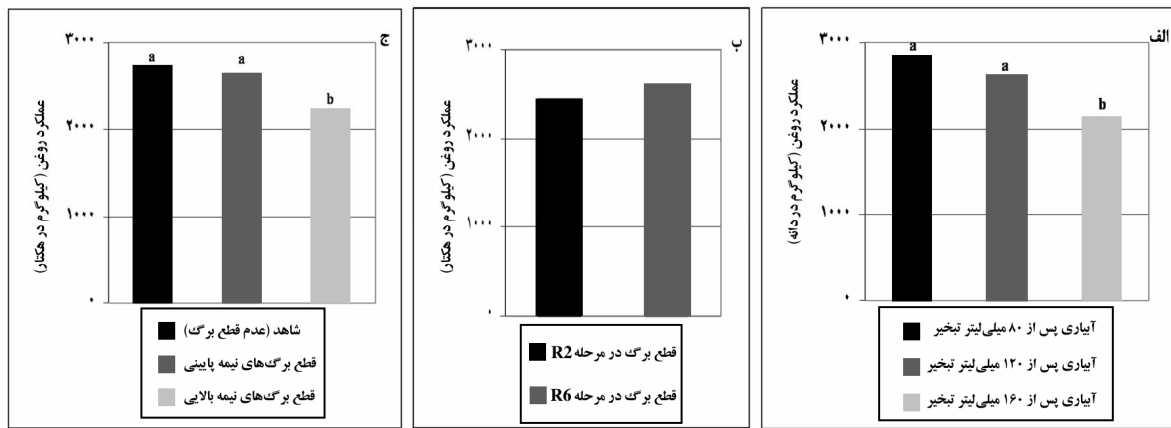 الف
عملکرد روغن (کیلوگرم در دانه)
۳۰۰۰
۲۰۰۰
۱۰۰۰
۰
a
a
b
آبیاری پس از ۸۰ میلی‌لیتر تبخیر
آبیاری پس از ۱۲۰ میلی‌لیتر تبخیر
آبیاری پس از ۱۶۰ میلی‌لیتر تبخیر
ب
عملکرد روغن (کیلوگرم در هکتار)
۳۰۰۰
۲۰۰۰
۱۰۰۰
۰
قطع برگ در مرحله R2
قطع برگ در مرحله R6
ج
عملکرد روغن (کیلوگرم در هکتار)
۳۰۰۰
۲۰۰۰
۱۰۰۰
۰
a
a
b
شاهد (عدم قطع برگ)
قطع برگ‌های نیمه پایینی
قطع برگ‌های نیمه بالایی